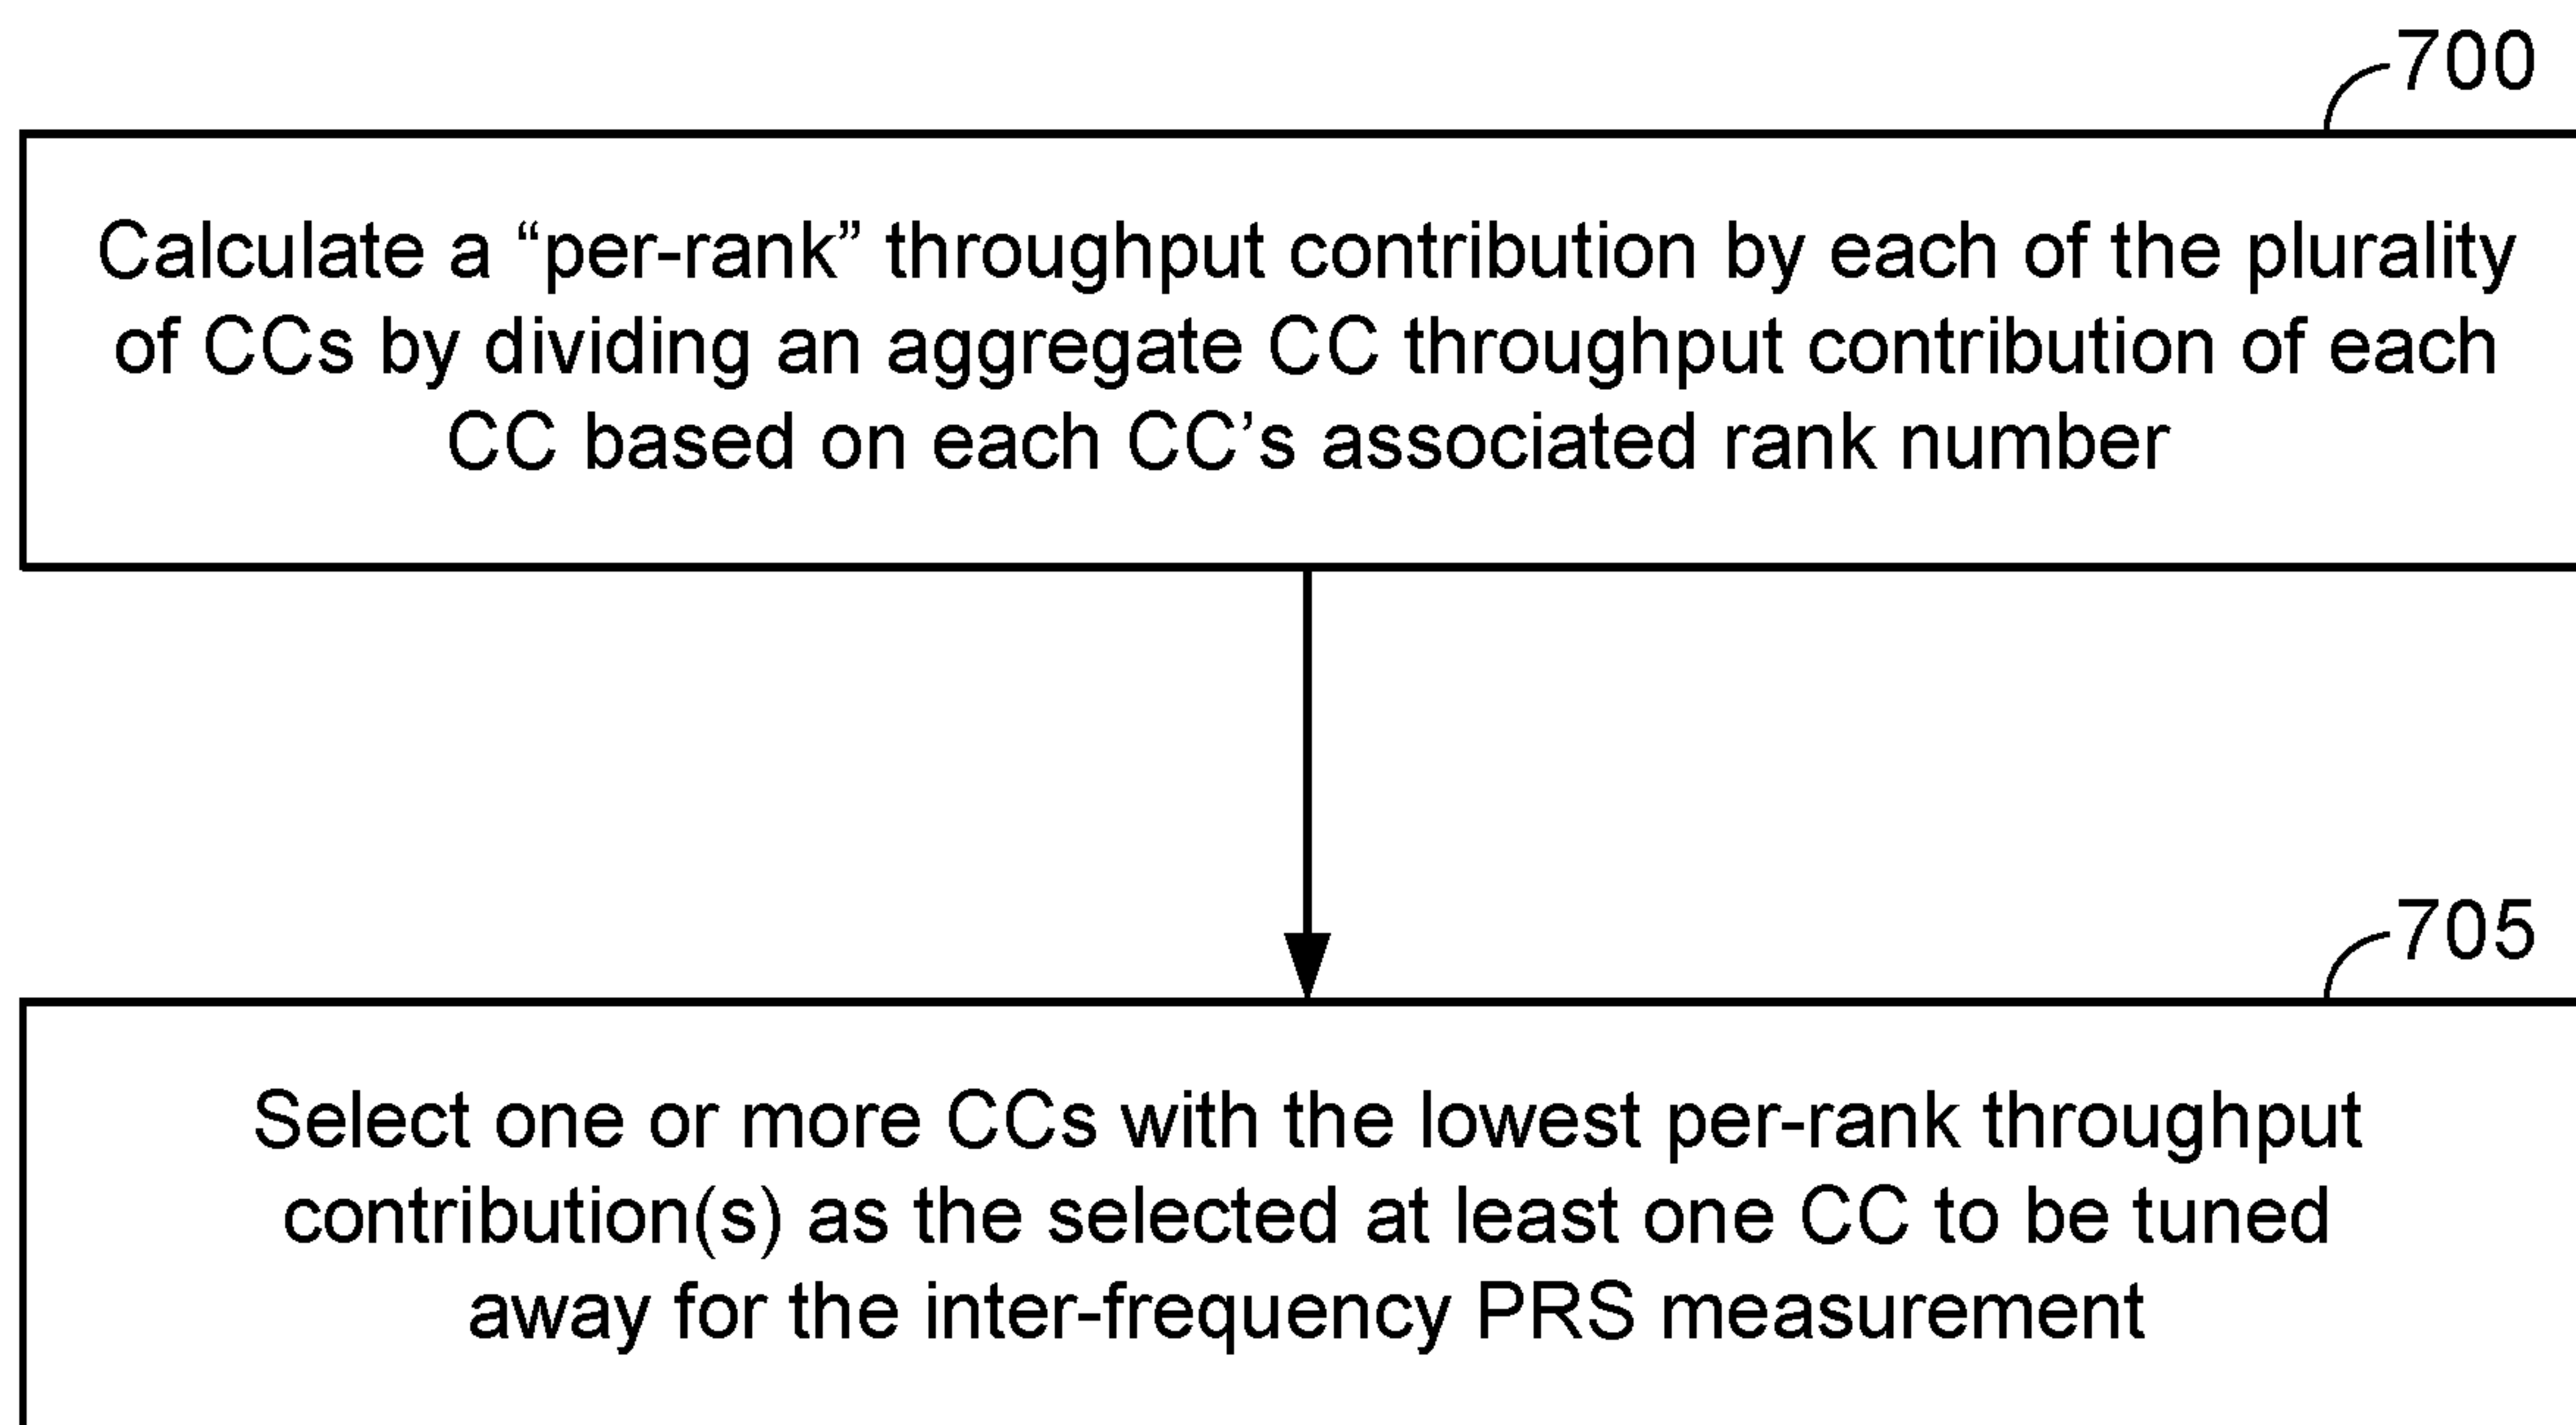 700
Calculate a “per-rank” throughput contribution by each of the plurality
of CCs by dividing an aggregate CC throughput contribution of each
CC based on each CC’s associated rank number
705
Select one or more CCs with the lowest per-rank throughput
contribution(s) as the selected at least one CC to be tuned
away for the inter-frequency PRS measurement